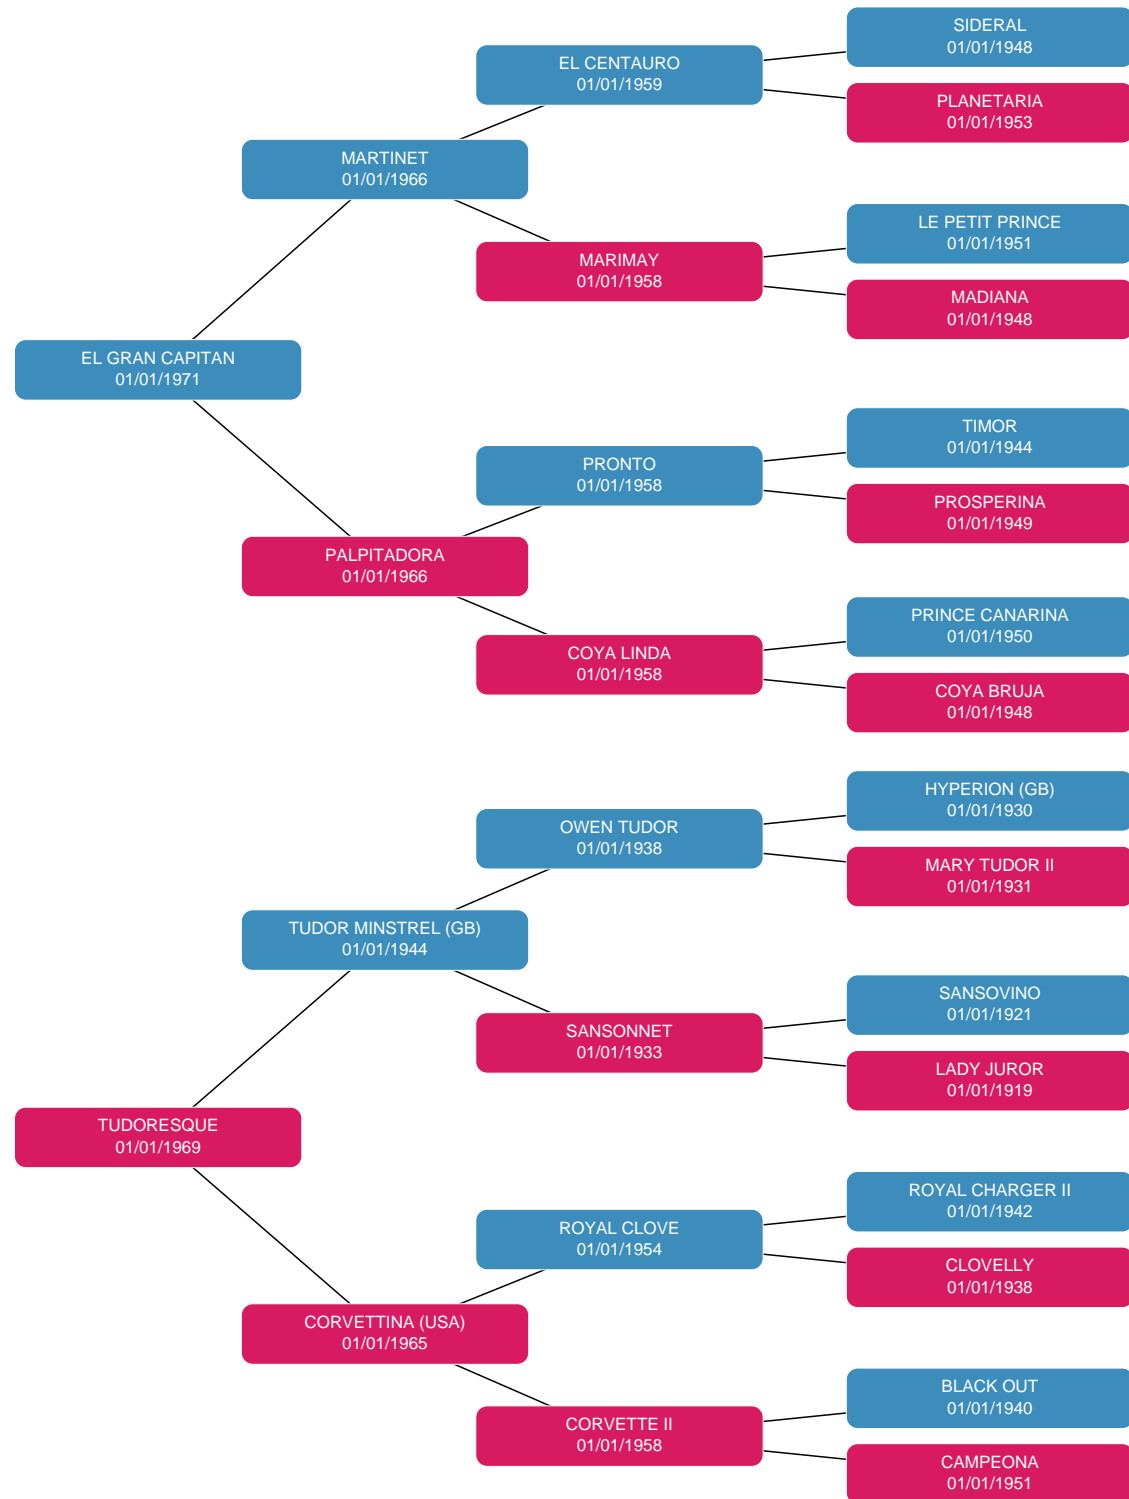 SIDERAL
01/01/1948
EL CENTAURO
01/01/1959
PLANETARIA
01/01/1953
MARTINET
01/01/1966
LE PETIT PRINCE
01/01/1951
MARIMAY
01/01/1958
MADIANA
01/01/1948
EL GRAN CAPITAN
01/01/1971
TIMOR
01/01/1944
PRONTO
01/01/1958
PROSPERINA
01/01/1949
PALPITADORA
01/01/1966
PRINCE CANARINA
01/01/1950
COYA LINDA
01/01/1958
COYA BRUJA
01/01/1948
HYPERION (GB)
01/01/1930
OWEN TUDOR
01/01/1938
MARY TUDOR II
01/01/1931
TUDOR MINSTREL (GB)
01/01/1944
SANSOVINO
01/01/1921
SANSONNET
01/01/1933
LADY JUROR
01/01/1919
TUDORESQUE
01/01/1969
ROYAL CHARGER II
01/01/1942
ROYAL CLOVE
01/01/1954
CLOVELLY
01/01/1938
CORVETTINA (USA)
01/01/1965
BLACK OUT
01/01/1940
CORVETTE II
01/01/1958
CAMPEONA
01/01/1951